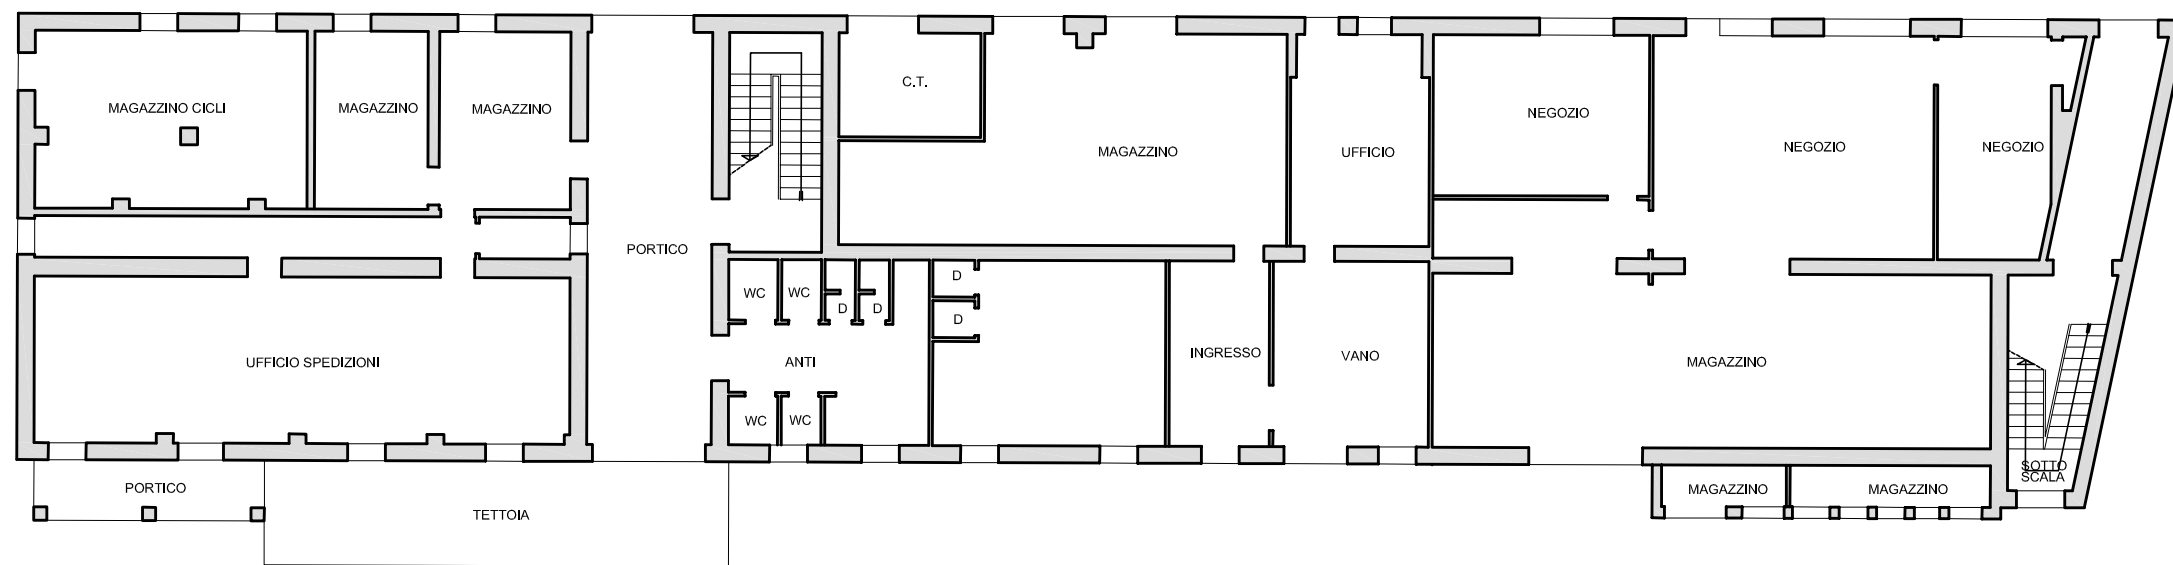 C.T.
MAGAZZINO CICLI
MAGAZZINO
MAGAZZINO
NEGOZIO
MAGAZZINO
UFFICIO
NEGOZIO
NEGOZIO
PORTICO
D
WC
WC
D
D
D
UFFICIO SPEDIZIONI
ANTI
INGRESSO
VANO
MAGAZZINO
WC
WC
SOTTO
SCALA
PORTICO
MAGAZZINO
MAGAZZINO
TETTOIA